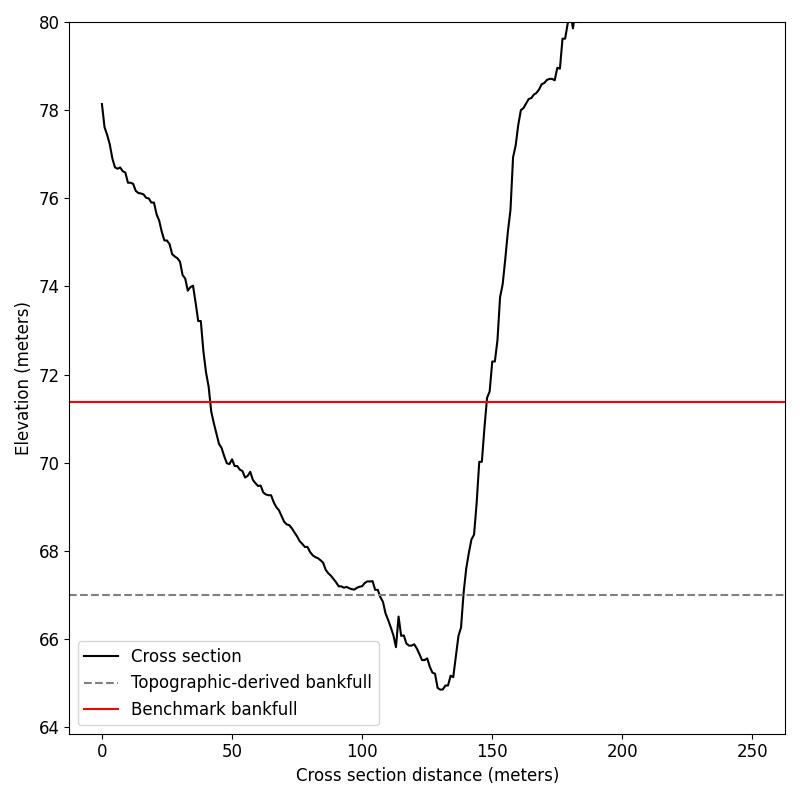 80
78
76
74
72
70
68
66
64
Elevation (meters)
Cross section
Topographic-derived bankfull
Benchmark bankfull
0 50 100 150 200 250
Cross section distance (meters)